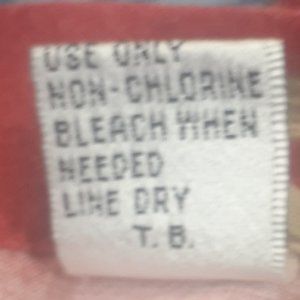 USE ONLY
NON-CHLORINE
BLEACH WHEN
NEEDED
LINE DRY
T. B.